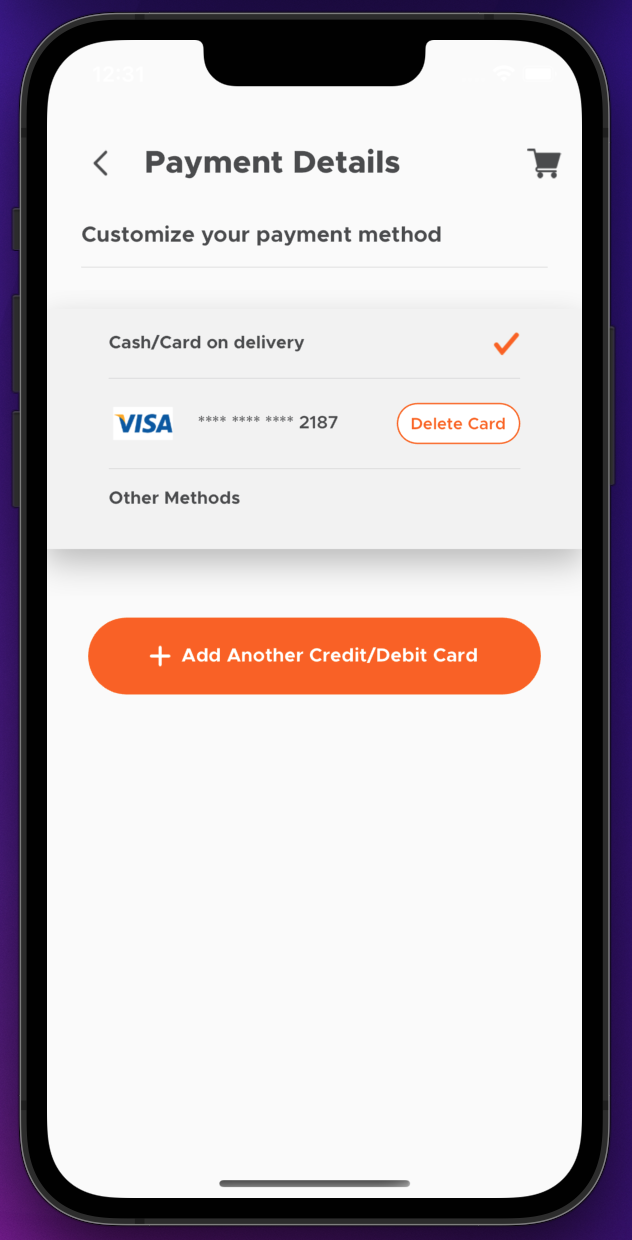 12:31
Payment Details
Customize your payment method
Cash/Card on delivery
VISA **** **** **** 2187 Delete Card
Other Methods
+ Add Another Credit/Debit Card